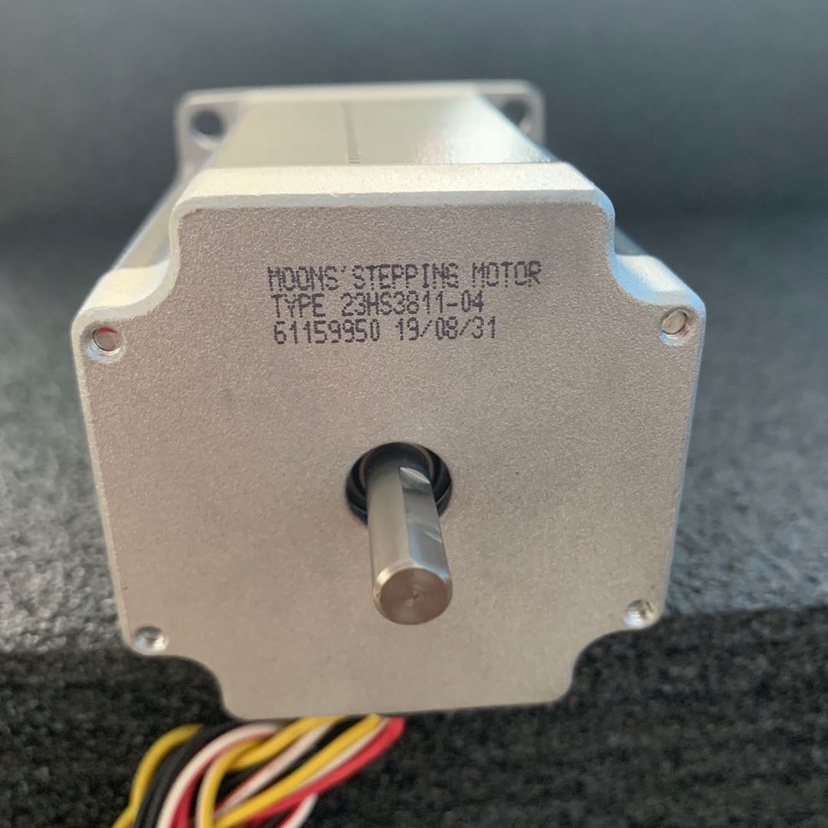 MOONS'STEPPING MOTOR
TYPE 23HS3811-04
61159950 19/08/31